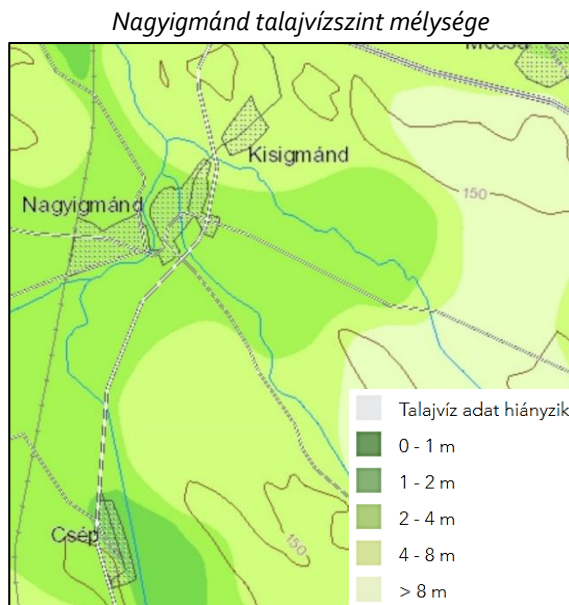 Nagyigmánd talajvízszint mélysége
Mocsa
Kisigmánd
150
Nagyigmánd
Talajvíz adat hiányzik
0 - 1 m
1 - 2 m
2 - 4 m
4 - 8 m
> 8 m
150
Csép